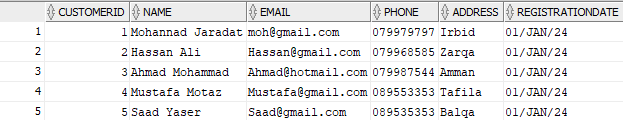 CUSTOMERID NAME EMAIL PHONE ADDRESS REGISTRATIONDATE
1 1 Mohannad Jaradat moh@gmail.com 079979797 Irbid 01/JAN/24
2 2 Hassan Ali Hassan@gmail.com 079968585 Zarqa 01/JAN/24
3 3 Ahmad Mohammad Ahmad@hotmail.com 079987544 Amman 01/JAN/24
4 4 Mustafa Motaz Mustafa@gmail.com 089553353 Tafila 01/JAN/24
5 5 Saad Yaser Saad@gmail.com 089535353 Balqa 01/JAN/24